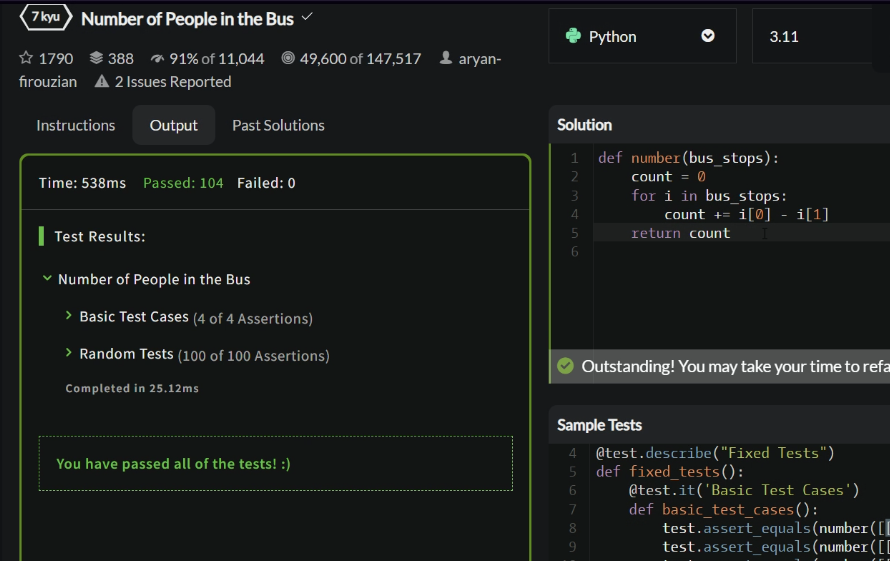 7 kyu Number of People in the Bus
1790 388 91% of 11,044 49,600 of 147,517 aryan-
firouzian 2 Issues Reported
Instructions Output Past Solutions
Time: 538ms Passed: 104 Failed: 0
Test Results:
Number of People in the Bus
Basic Test Cases (4 of 4 Assertions)
Random Tests (100 of 100 Assertions)
Completed in 25.12ms
You have passed all of the tests! :)
Python 3.11
Solution
1 def number(bus_stops):
2 count = 0
3 for i in bus_stops:
4 count += i[0] - i[1]
5 return count
6
Outstanding! You may take your time to refa
Sample Tests
4 @test.describe("Fixed Tests")
5 def fixed_tests():
6 @test.it('Basic Test Cases')
7 def basic_test_cases():
8 test.assert_equals(number([[
9 test.assert_equals(number([[